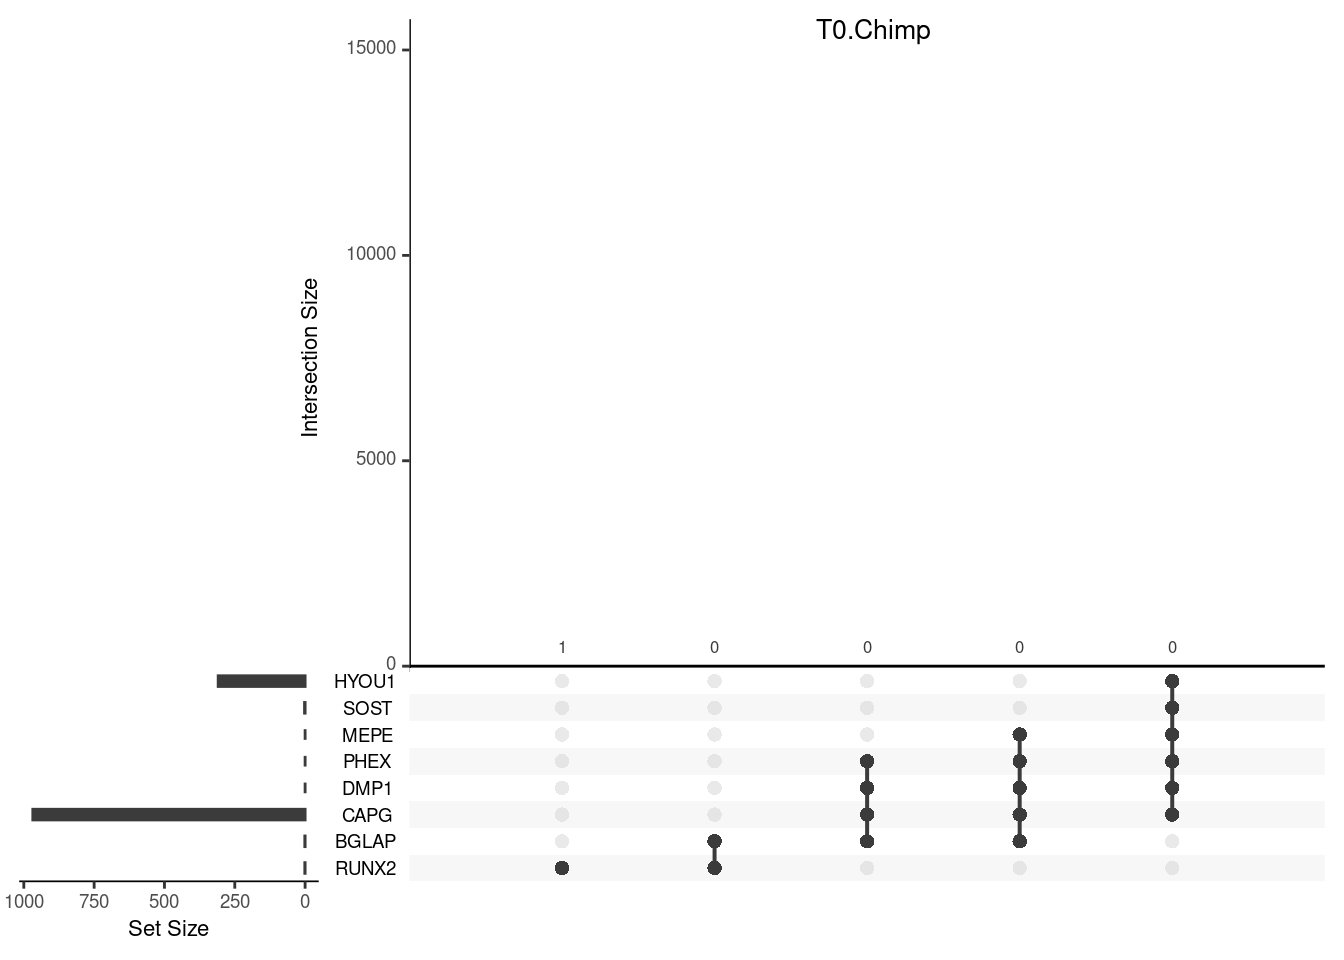 T0.Chimp
15000
10000
5000
0
Intersection Size
1 0 0 0 0
HYOU1
SOST
MEPE
PHEX
DMP1
CAPG
BGLAP
RUNX2
1000 750 500 250 0
Set Size